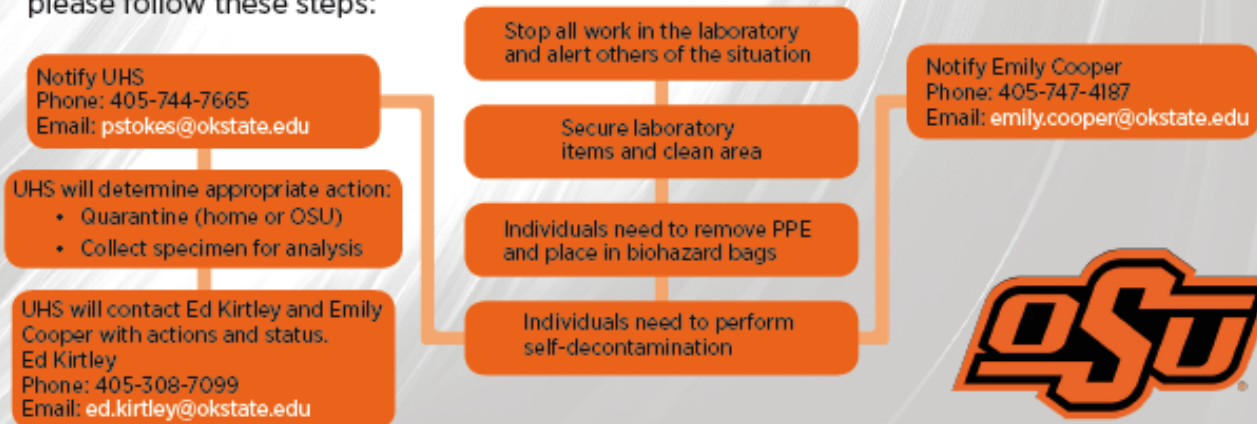 please follow these steps:
Stop all work in the laboratory
and alert others of the situation
Secure laboratory
items and clean area
Individuals need to remove PPE
and place in biohazard bags
Individuals need to perform
self-decontamination
Notify UHS
Phone: 405-744-7665
Email: pstokes@okstate.edu
UHS will determine appropriate action:
• Quarantine (home or OSU)
• Collect specimen for analysis
UHS will contact Ed Kirtley and Emily
Cooper with actions and status.
Ed Kirtley
Phone: 405-308-7099
Email: ed.kirtley@okstate.edu
Notify Emily Cooper
Phone: 405-747-4187
Email: emily.cooper@okstate.edu
OSU